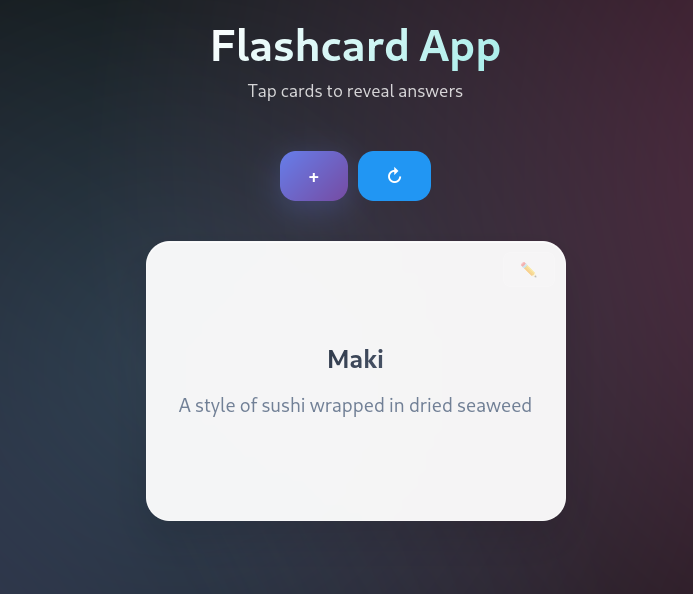 Flashcard App
Tap cards to reveal answers
+
Maki
A style of sushi wrapped in dried seaweed